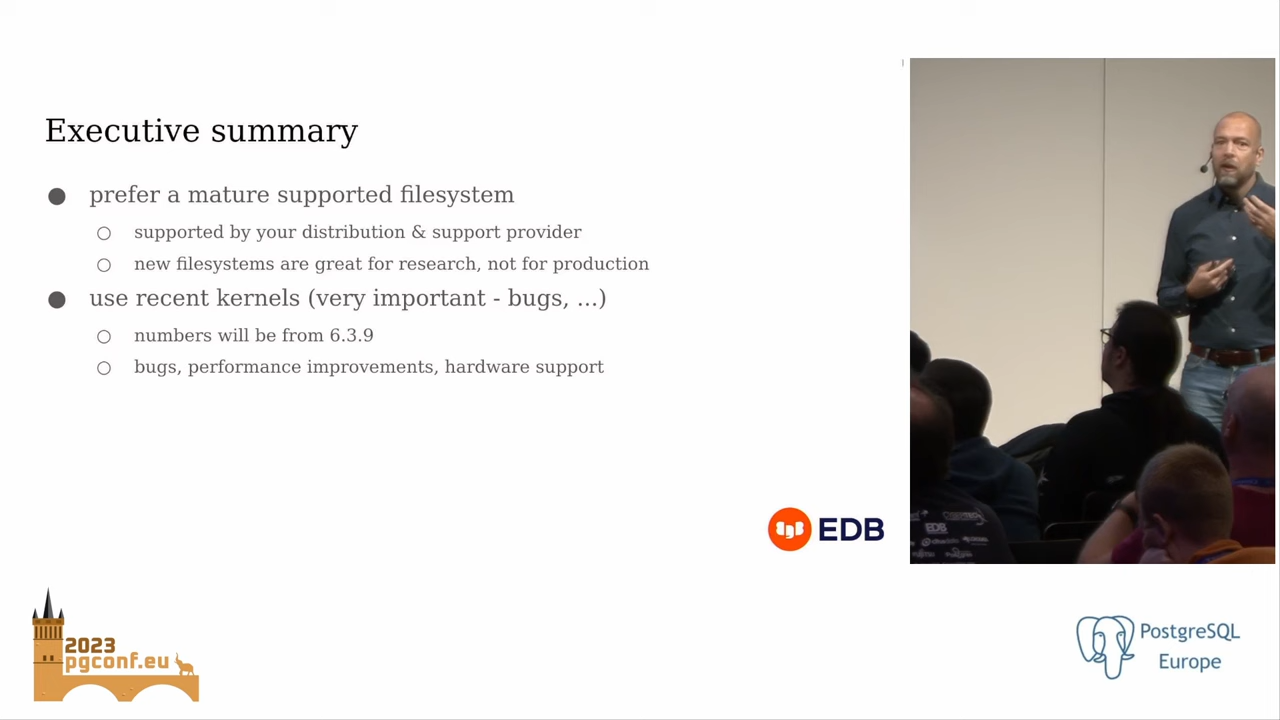 Executive summary
● prefer a mature supported filesystem
○ supported by your distribution & support provider
○ new filesystems are great for research, not for production
● use recent kernels (very important - bugs, ...)
○ numbers will be from 6.3.9
○ bugs, performance improvements, hardware support
EDB
EDB
2023
pgconf.eu
PostgreSQL
Europe